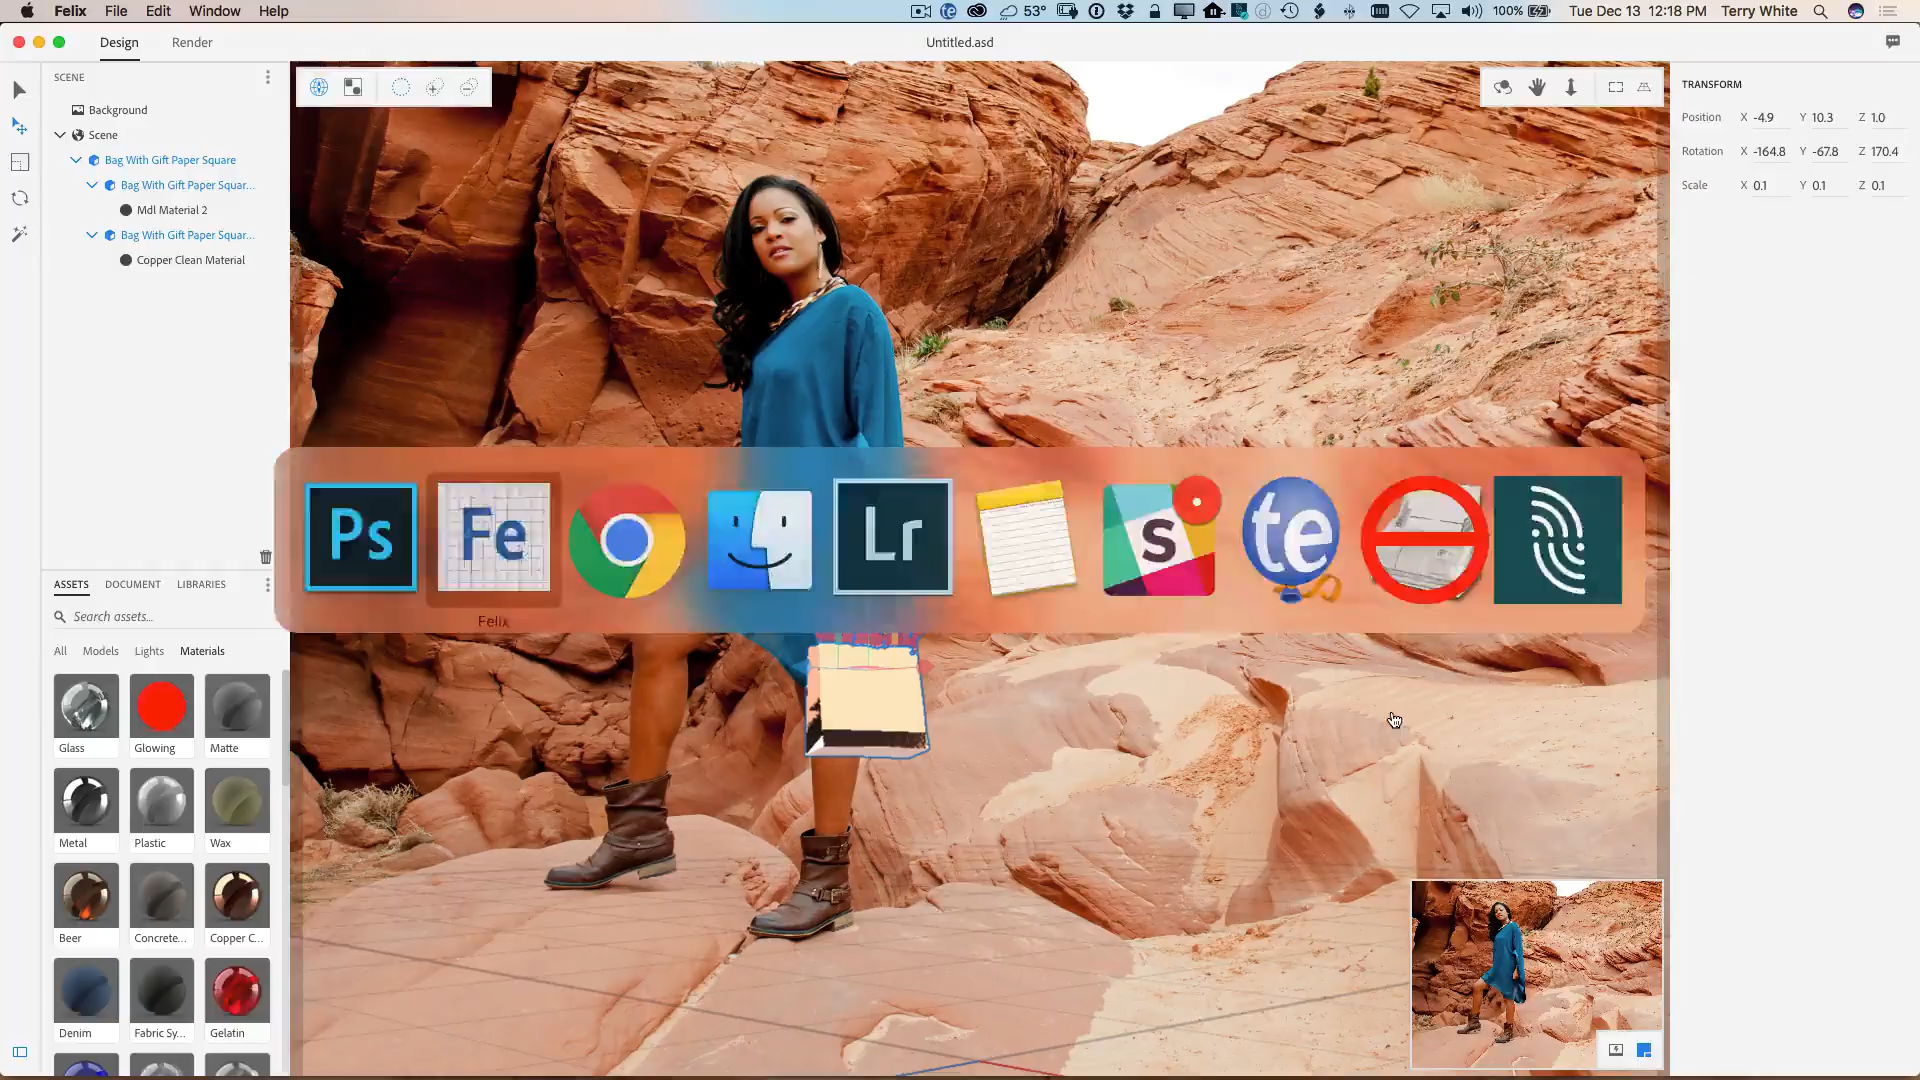 Felix File Edit Window Help 53° 100% Tue Dec 13 12:18 PM Terry White
Design Render Untitled.asd
SCENE
Background
Scene
Bag With Gift Paper Square
Bag With Gift Paper Squar...
Mdl Material 2
Bag With Gift Paper Squar...
Copper Clean Material
TRANSFORM
Position X -4.9 Y 10.3 Z 1.0
Rotation X -164.8 Y -67.8 Z 170.4
Scale X 0.1 Y 0.1 Z 0.1
Ps Fe Lr S te
Felix
ASSETS DOCUMENT LIBRARIES
Search assets...
All Models Lights Materials
Glass Glowing Matte
Metal Plastic Wax
Beer Concrete... Copper C...
Denim Fabric Sy... Gelatin